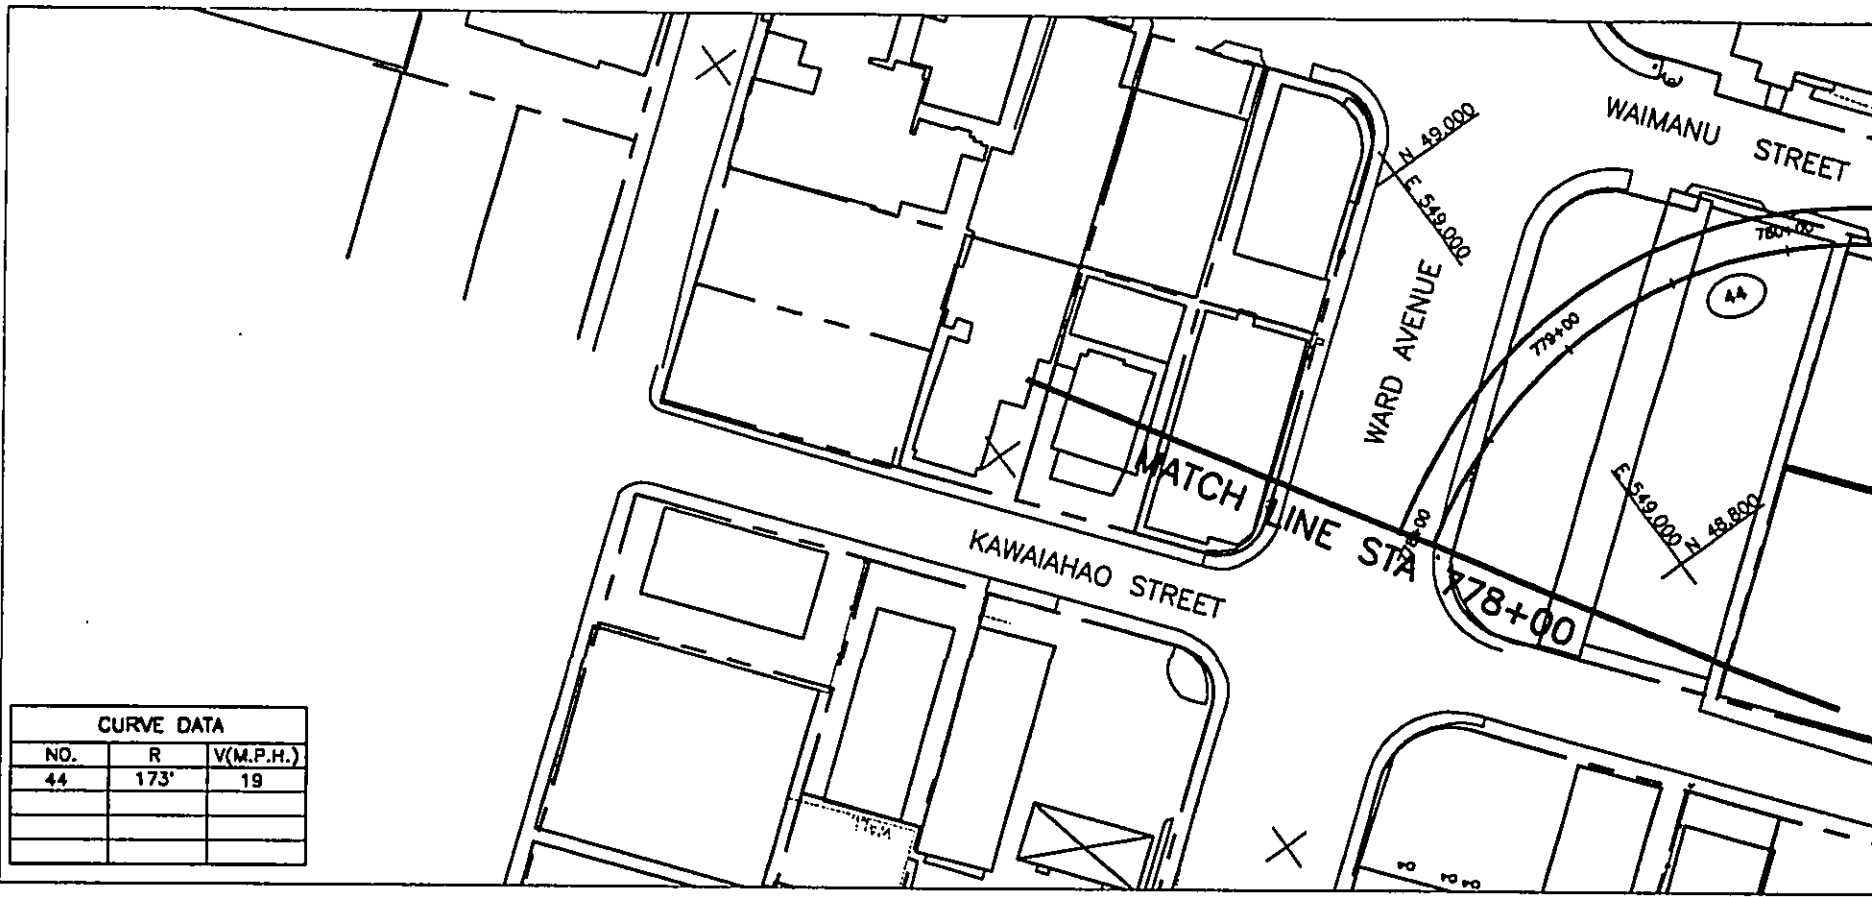 WAIMANU STREET
N 49,000
E 549,000
WARD AVENUE
780+00
44
779+00
E 549,000
N 48,800
MATCH LINE STA 778+00
KAWAIAHAO STREET
CURVE DATA
NO. R V(M.P.H.)
44 173' 19